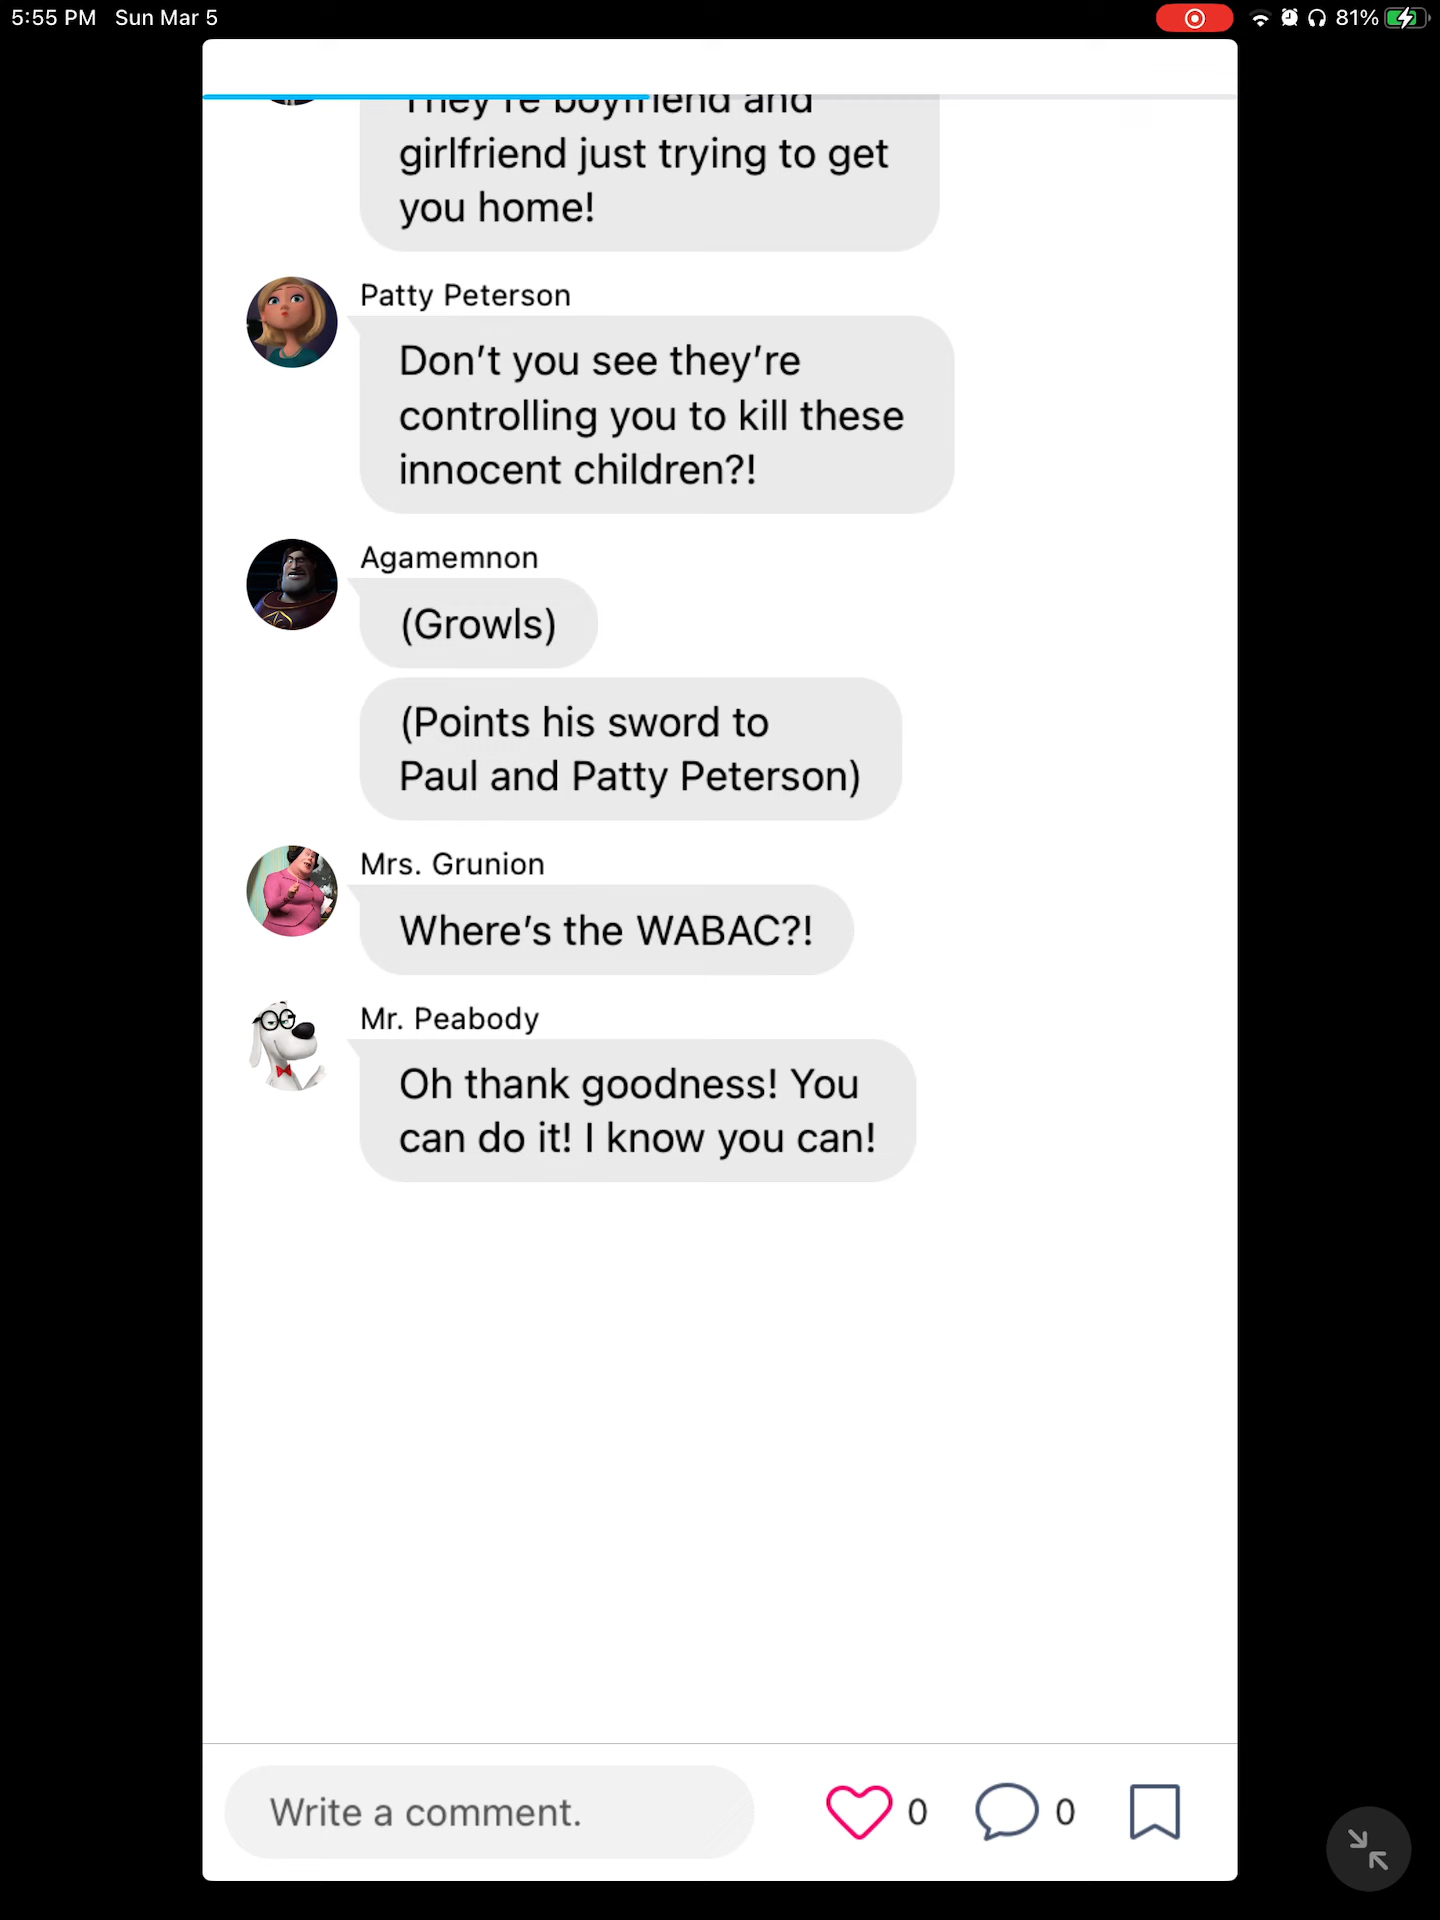 5:55 PM Sun Mar 5
81%
They're boyfriend and
girlfriend just trying to get
you home!
Patty Peterson
Don’t you see they’re
controlling you to kill these
innocent children?!
Agamemnon
(Growls)
(Points his sword to
Paul and Patty Peterson)
Mrs. Grunion
Where’s the WABAC?!
Mr. Peabody
Oh thank goodness! You
can do it! I know you can!
Write a comment.
0
0